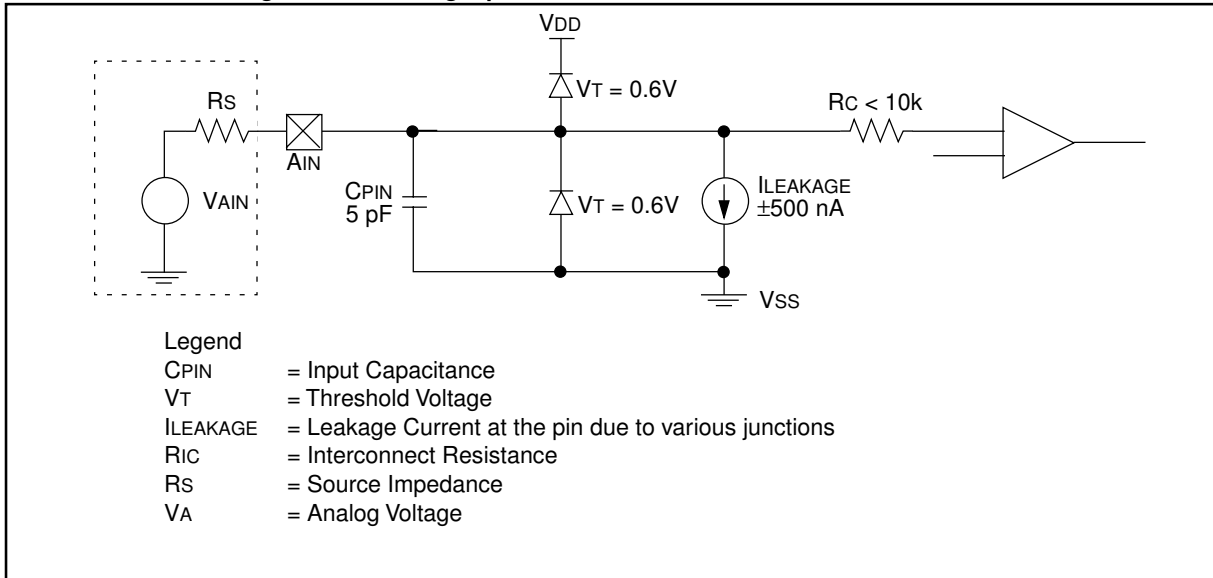 VDD
VT = 0.6V
RC < 10k
RS
AIN
VAIN
CPIN
5 pF
VT = 0.6V
ILEAKAGE
±500 nA
VSS
Legend
CPIN = Input Capacitance
VT = Threshold Voltage
ILEAKAGE = Leakage Current at the pin due to various junctions
RIC = Interconnect Resistance
RS = Source Impedance
VA = Analog Voltage